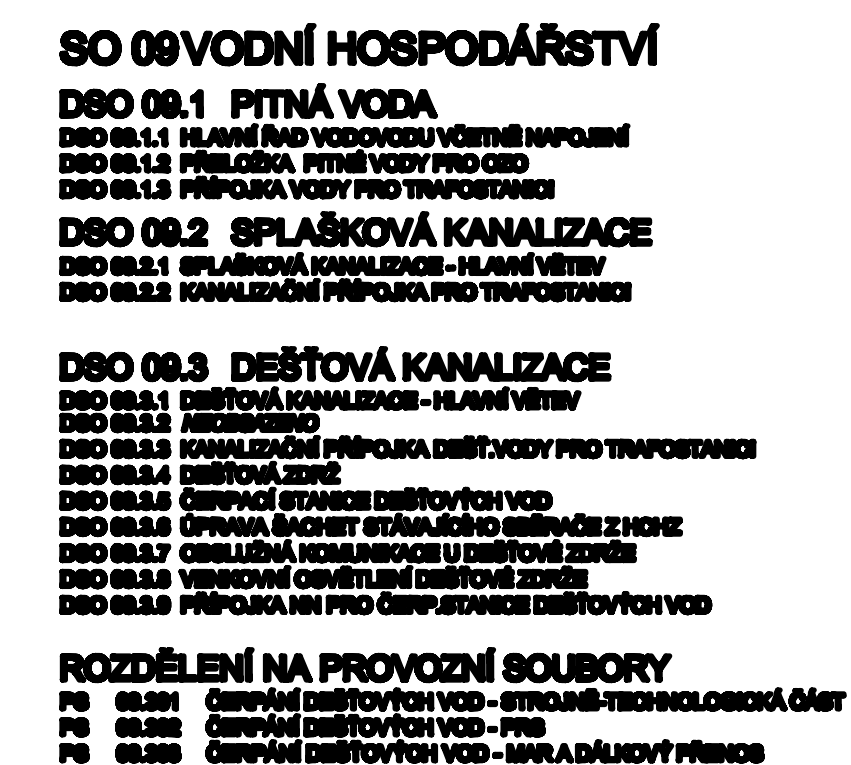 SO 09 VODNÍ HOSPODÁŘSTVÍ
DSO 09.1 PITNÁ VODA
DSO 09.1.1 HLAVNÍ ŘAD VODOVODU VČETNĚ NAPOJENÍ
DSO 09.1.2 PŘELOŽKA PITNÉ VODY PRO OZO
DSO 09.1.3 PŘÍPOJKA VODY PRO TRAFOSTANICI
DSO 09.2 SPLAŠKOVÁ KANALIZACE
DSO 09.2.1 SPLAŠKOVÁ KANALIZACE - HLAVNÍ VĚTEV
DSO 09.2.2 KANALIZAČNÍ PŘÍPOJKA PRO TRAFOSTANICI
DSO 09.3 DEŠŤOVÁ KANALIZACE
DSO 09.3.1 DEŠŤOVÁ KANALIZACE - HLAVNÍ VĚTEV
DSO 09.3.2 NEOBSAZENO
DSO 09.3.3 KANALIZAČNÍ PŘÍPOJKA DEŠŤ.VODY PRO TRAFOSTANICI
DSO 09.3.4 DEŠŤOVÁ ZDRŽ
DSO 09.3.5 ČERPACÍ STANICE DEŠŤOVÝCH VOD
DSO 09.3.6 ÚPRAVA ŠACHET STÁVAJÍCÍHO SBĚRAČE Z HCHZ
DSO 09.3.7 OBSLUŽNÁ KOMUNIKACE U DEŠŤOVÉ ZDRŽE
DSO 09.3.8 VENKOVNÍ OSVĚTLENÍ DEŠŤOVÉ ZDRŽE
DSO 09.3.9 PŘÍPOJKA NN PRO ČERP.STANICE DEŠŤOVÝCH VOD
ROZDĚLENÍ NA PROVOZNÍ SOUBORY
PS 09.301 ČERPÁNÍ DEŠŤOVÝCH VOD - STROJNĚ-TECHNOLOGICKÁ ČÁST
PS 09.302 ČERPÁNÍ DEŠŤOVÝCH VOD - PRS
PS 09.303 ČERPÁNÍ DEŠŤOVÝCH VOD - MAR A DÁLKOVÝ PŘENOS